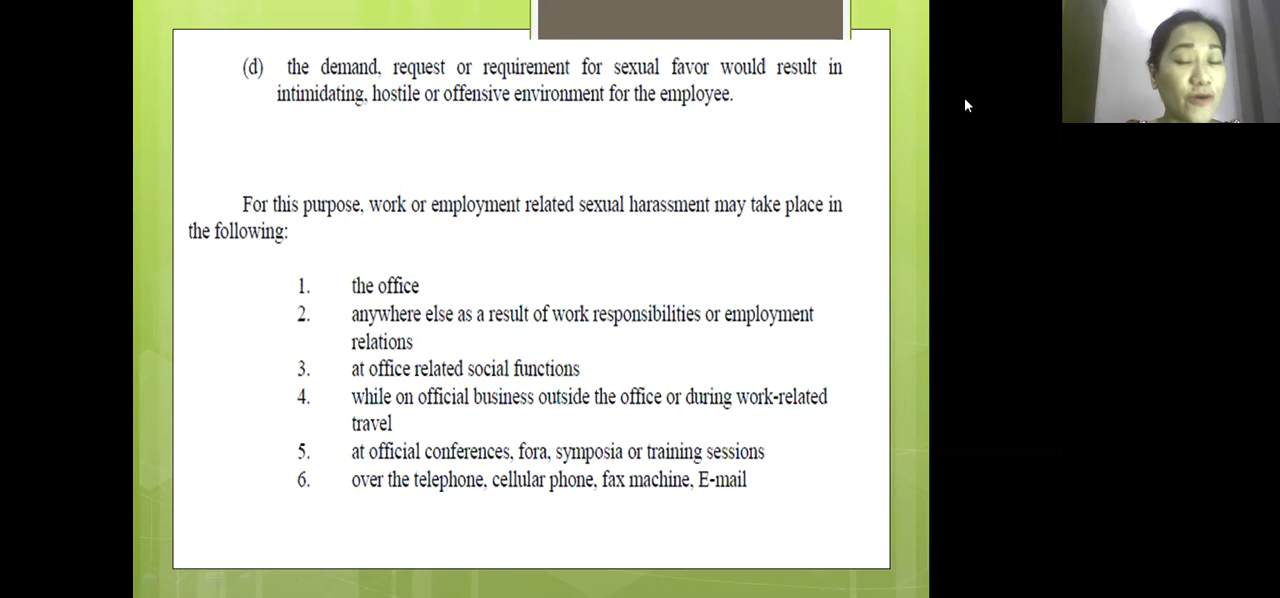 (d) the demand, request or requirement for sexual favor would result in
intimidating, hostile or offensive environment for the employee.
For this purpose, work or employment related sexual harassment may take place in
the following:
1. the office
2. anywhere else as a result of work responsibilities or employment
relations
3. at office related social functions
4. while on official business outside the office or during work-related
travel
5. at official conferences, fora, symposia or training sessions
6. over the telephone, cellular phone, fax machine, E-mail